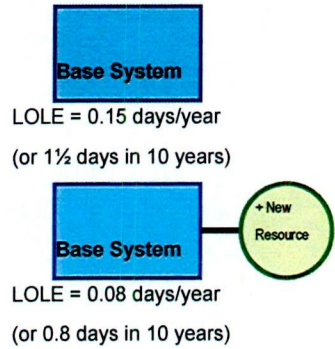 Base System
LOLE = 0.15 days/year
(or 1½ days in 10 years)
+ New
Resource
Base System
LOLE = 0.08 days/year
(or 0.8 days in 10 years)